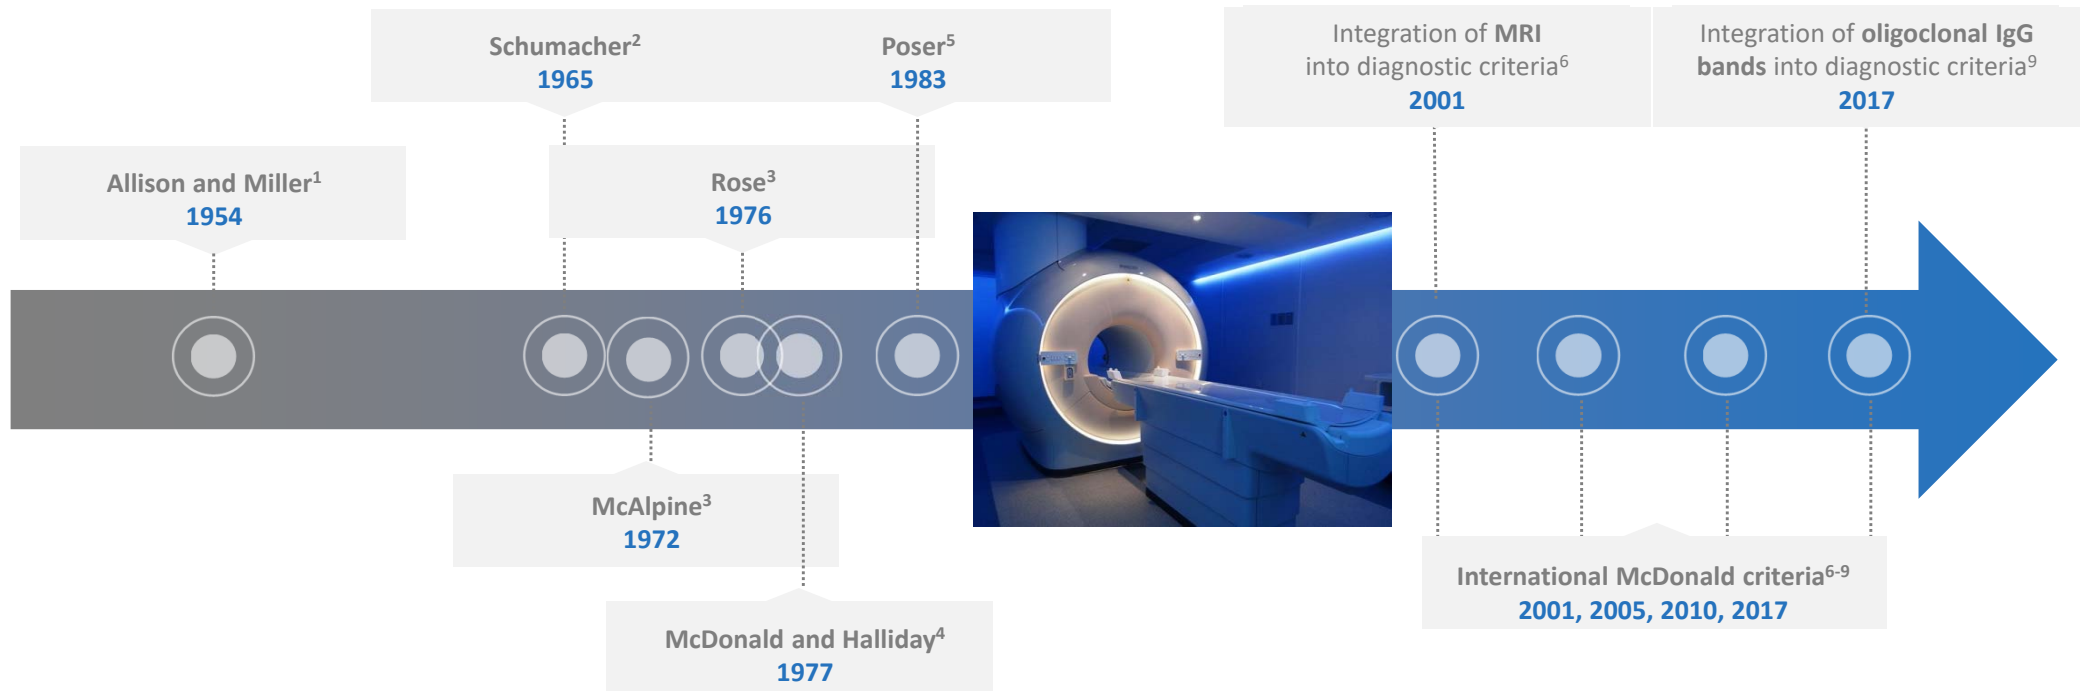 Schumacher²
1965
Poser⁵
1983
Integration of MRI
into diagnostic criteria⁶
2001
Integration of oligoclonal IgG
bands into diagnostic criteria⁹
2017
Allison and Miller¹
1954
Rose³
1976
McAlpine³
1972
McDonald and Halliday⁴
1977
International McDonald criteria⁶⁻⁹
2001, 2005, 2010, 2017